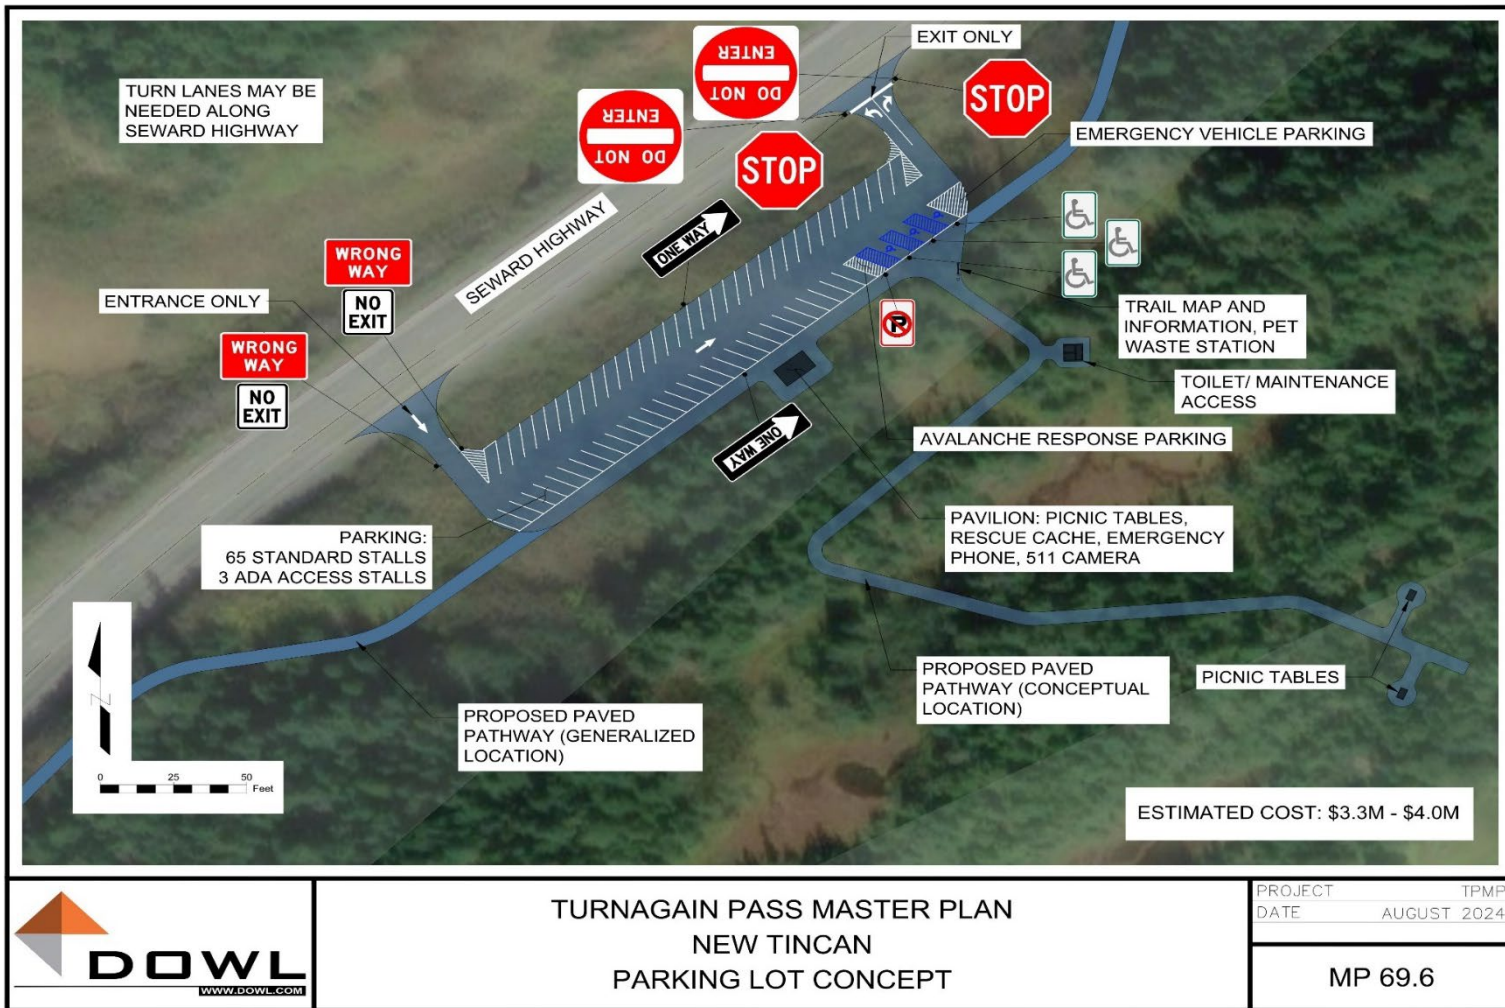 EXIT ONLY
DO NOT
ENTER
STOP
TURN LANES MAY BE
NEEDED ALONG
SEWARD HIGHWAY
DO NOT
ENTER
STOP
EMERGENCY VEHICLE PARKING
SEWARD HIGHWAY
ONE WAY
WRONG
WAY
NO
EXIT
ENTRANCE ONLY
WRONG
WAY
NO
EXIT
P
TRAIL MAP AND
INFORMATION, PET
WASTE STATION
TOILET/ MAINTENANCE
ACCESS
ONE WAY
AVALANCHE RESPONSE PARKING
PARKING:
65 STANDARD STALLS
3 ADA ACCESS STALLS
PAVILION: PICNIC TABLES,
RESCUE CACHE, EMERGENCY
PHONE, 511 CAMERA
PROPOSED PAVED
PATHWAY (CONCEPTUAL
LOCATION)
PICNIC TABLES
PROPOSED PAVED
PATHWAY (GENERALIZED
LOCATION)
N
0 25 50
Feet
ESTIMATED COST: $3.3M - $4.0M
DOWL
WWW.DOWL.COM
TURNAGAIN PASS MASTER PLAN
NEW TINCAN
PARKING LOT CONCEPT
PROJECT TPMP
DATE AUGUST 2024
MP 69.6